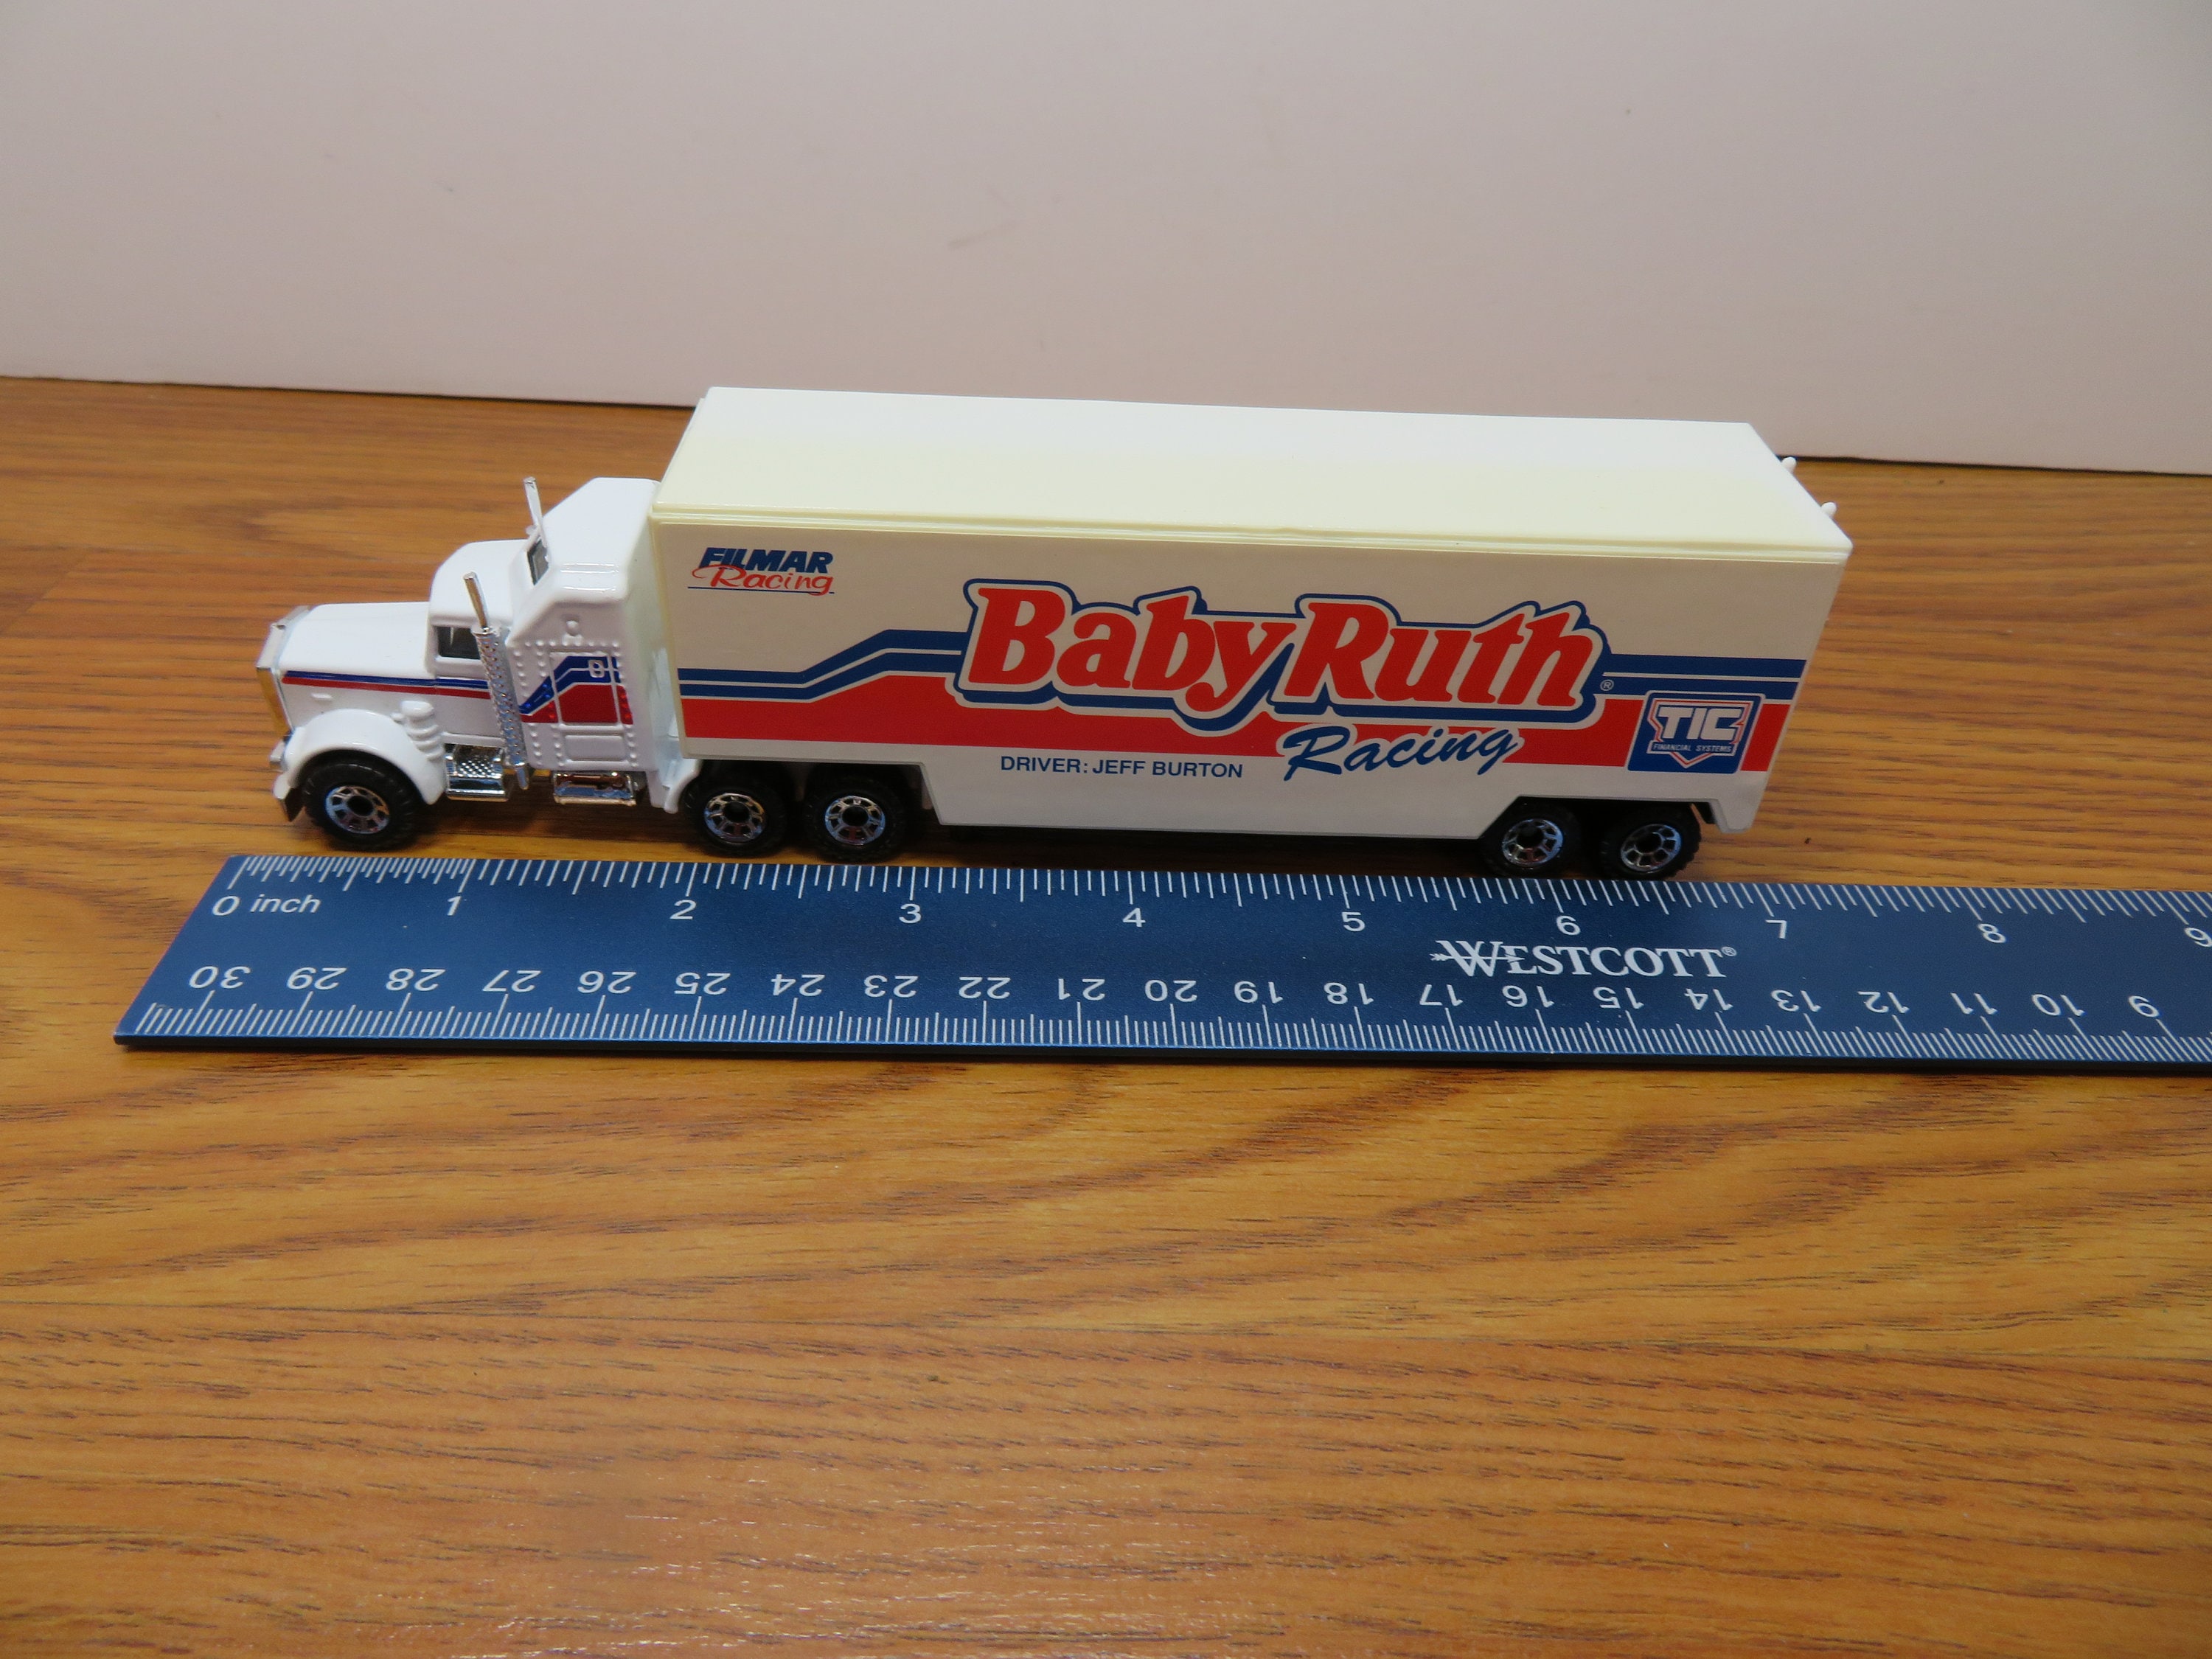 FILMAR
Racing
BabyRuth®
Racing
DRIVER: JEFF BURTON
TIC
FINANCIAL SYSTEMS
8
0 inch 1 2 3 4 5 6 7 8 9
WESTCOTT®
30 29 28 27 26 25 24 23 22 21 20 19 18 17 16 15 14 13 12 11 10 9